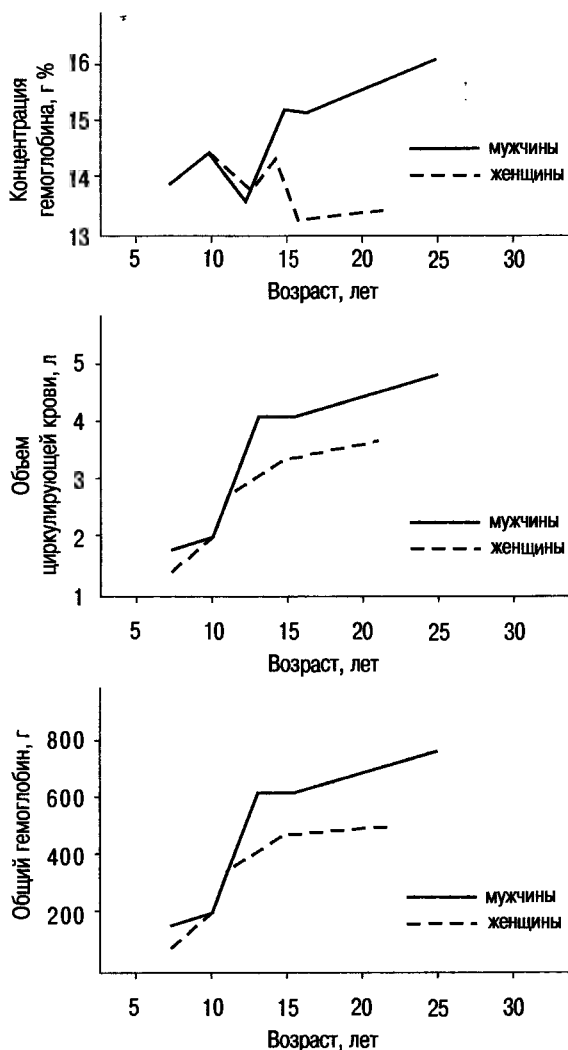 Концентрация
гемоглобина, г %
16
15
14
13
мужчины
женщины
5 10 15 20 25 30
Возраст, лет
Объем
циркулирующей крови, л
5
4
3
2
1
мужчины
женщины
5 10 15 20 25 30
Возраст, лет
Общий гемоглобин, г
800
600
400
200
мужчины
женщины
5 10 15 20 25 30
Возраст, лет